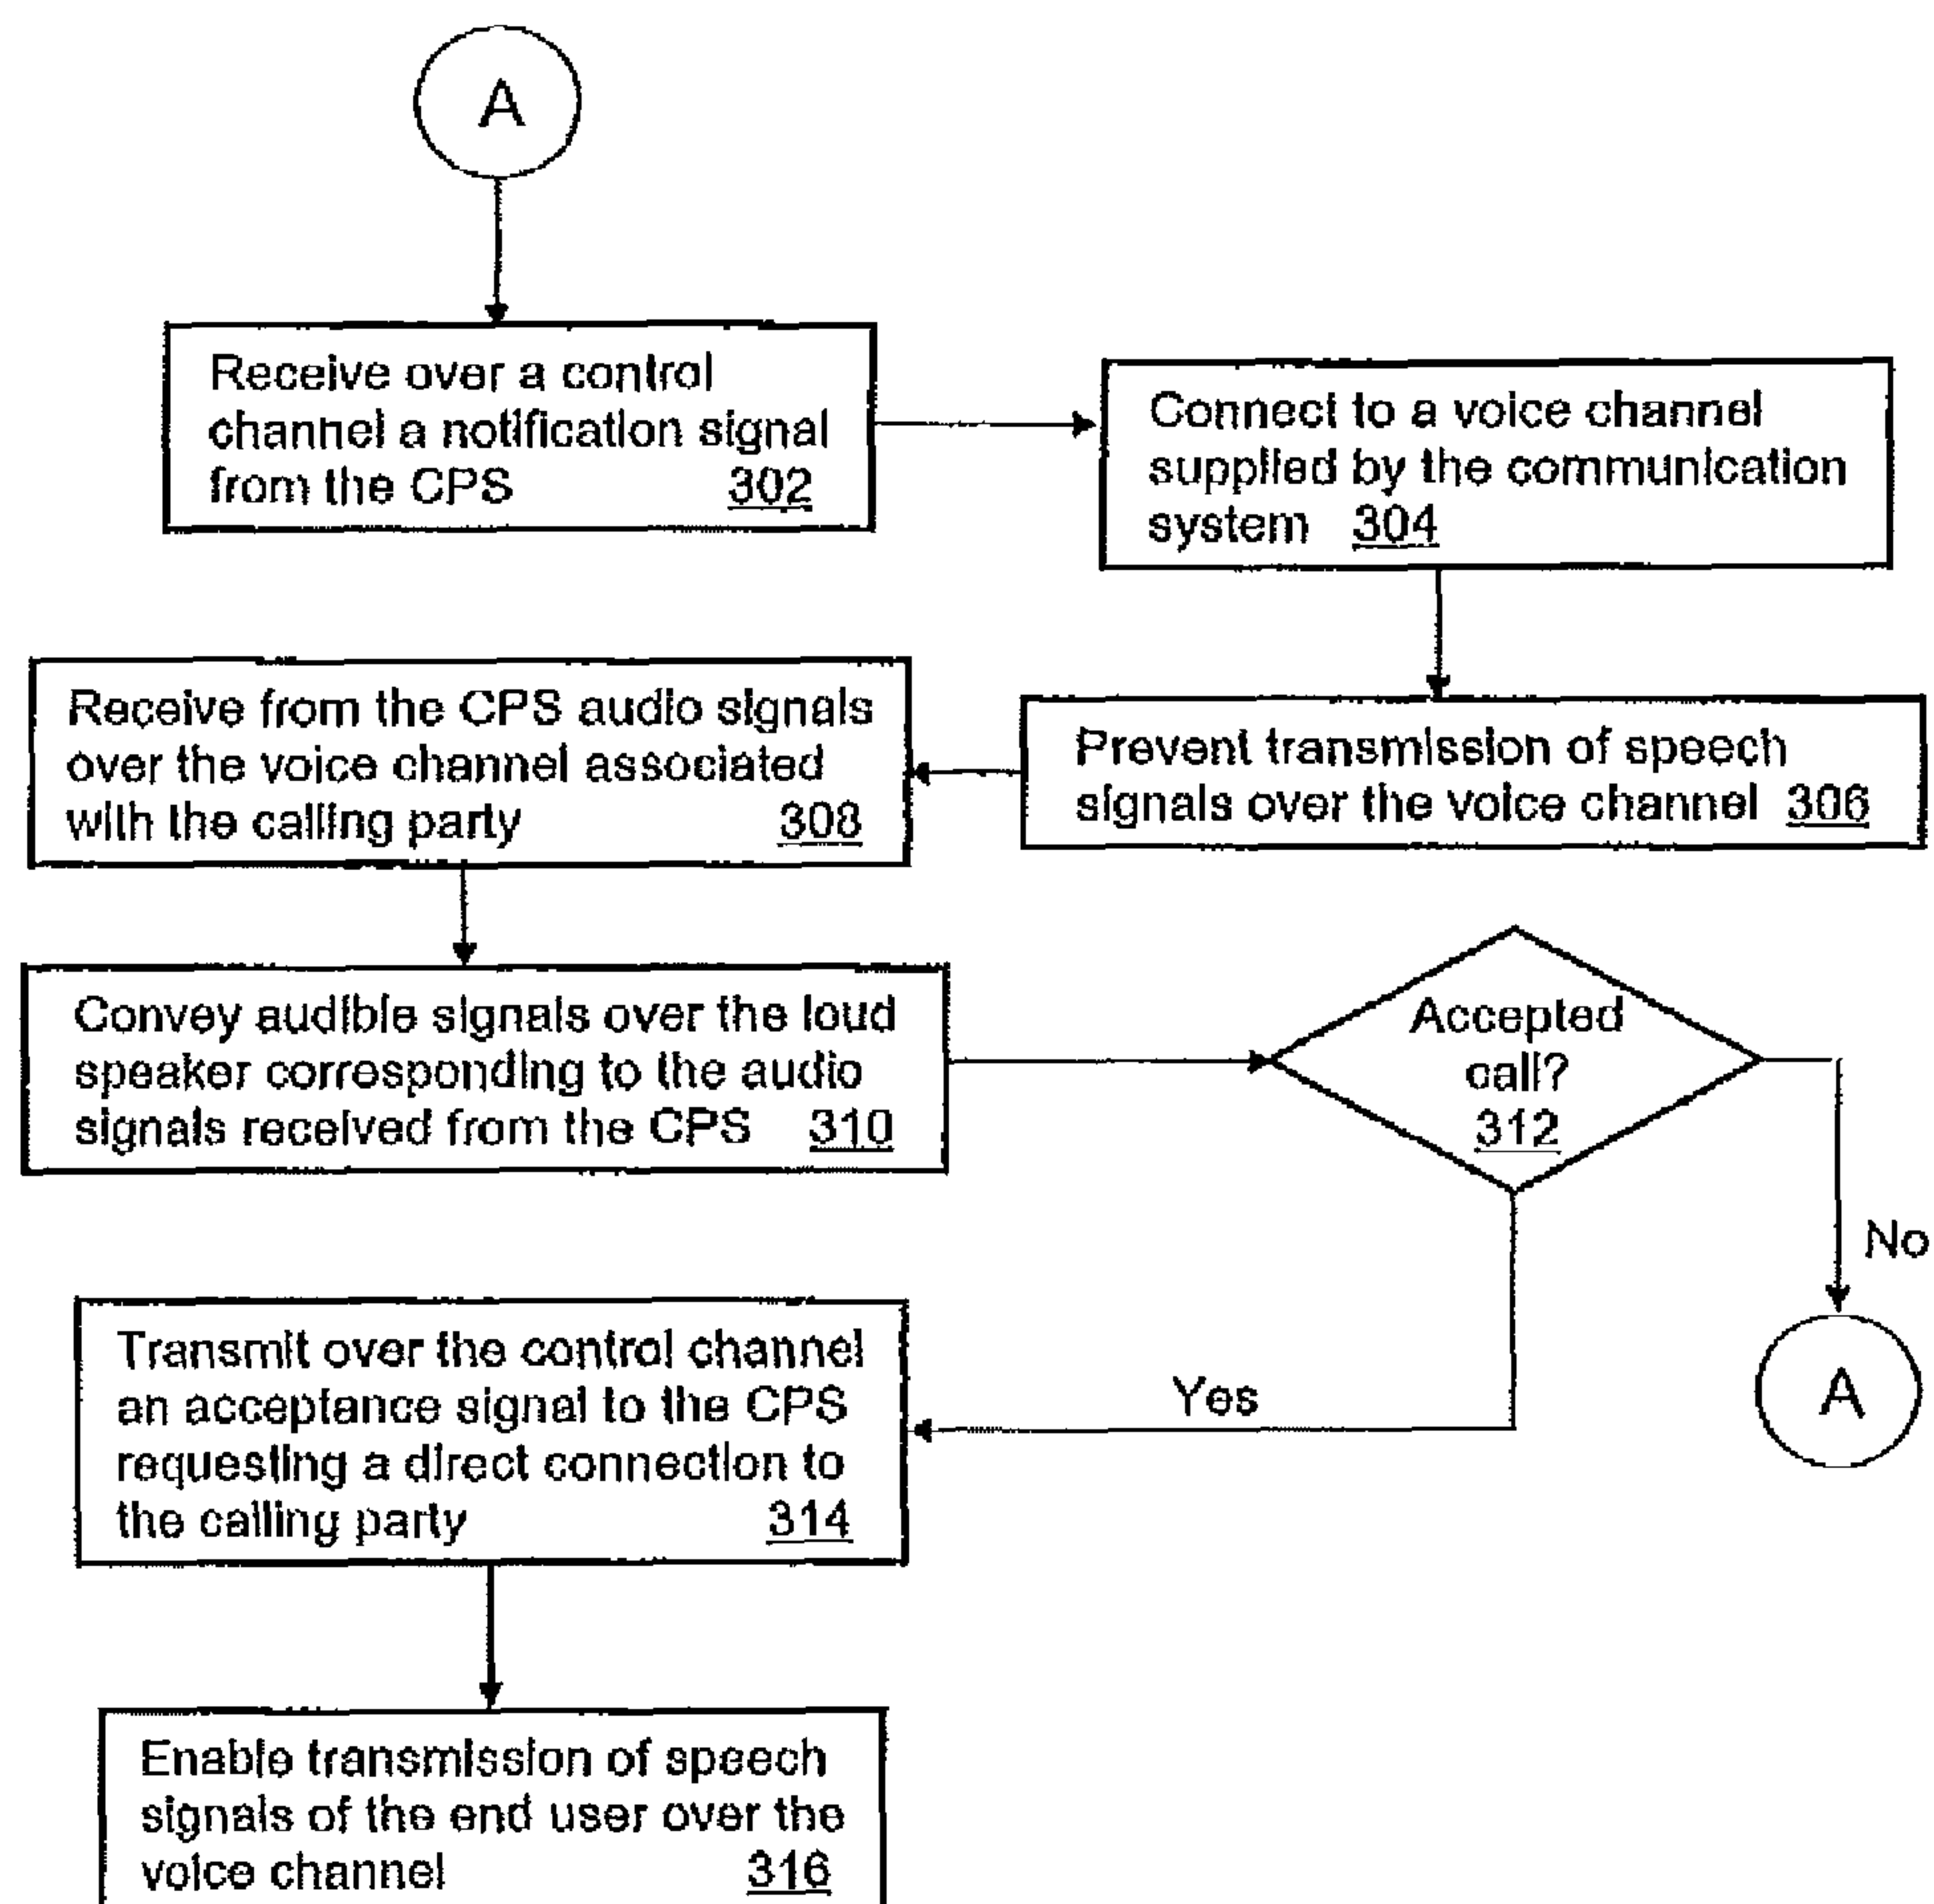 A
Receive over a control
channel a notification signal
from the CPS 302
Connect to a voice channel
supplied by the communication
system 304
Prevent transmission of speech
signals over the voice channel 306
Receive from the CPS audio signals
over the voice channel associated
with the calling party 308
Convey audible signals over the loud
speaker corresponding to the audio
signals received from the CPS 310
Accepted
call?
312
No
A
Yes
Transmit over the control channel
an acceptance signal to the CPS
requesting a direct connection to
the calling party 314
Enable transmission of speech
signals of the end user over the
voice channel 316